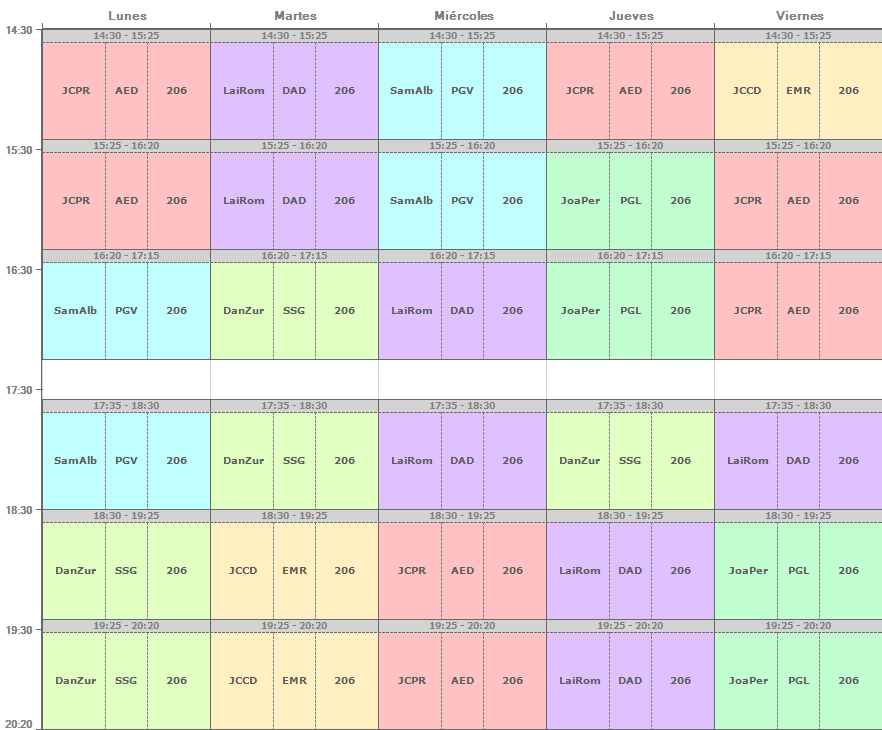 Lunes Martes Miércoles Jueves Viernes
14:30
14:30 - 15:25 14:30 - 15:25 14:30 - 15:25 14:30 - 15:25 14:30 - 15:25
JCPR AED 206 LaiRom DAD 206 SamAlb PGV 206 JCPR AED 206 JCCD EMR 206
15:30
15:25 - 16:20 15:25 - 16:20 15:25 - 16:20 15:25 - 16:20 15:25 - 16:20
JCPR AED 206 LaiRom DAD 206 SamAlb PGV 206 JoaPer PGL 206 JCPR AED 206
16:30
16:20 - 17:15 16:20 - 17:15 16:20 - 17:15 16:20 - 17:15 16:20 - 17:15
SamAlb PGV 206 DanZur SSG 206 LaiRom DAD 206 JoaPer PGL 206 JCPR AED 206
17:30
17:35 - 18:30 17:35 - 18:30 17:35 - 18:30 17:35 - 18:30 17:35 - 18:30
SamAlb PGV 206 DanZur SSG 206 LaiRom DAD 206 DanZur SSG 206 LaiRom DAD 206
18:30
18:30 - 19:25 18:30 - 19:25 18:30 - 19:25 18:30 - 19:25 18:30 - 19:25
DanZur SSG 206 JCCD EMR 206 JCPR AED 206 LaiRom DAD 206 JoaPer PGL 206
19:30
19:25 - 20:20 19:25 - 20:20 19:25 - 20:20 19:25 - 20:20 19:25 - 20:20
DanZur SSG 206 JCCD EMR 206 JCPR AED 206 LaiRom DAD 206 JoaPer PGL 206
20:20